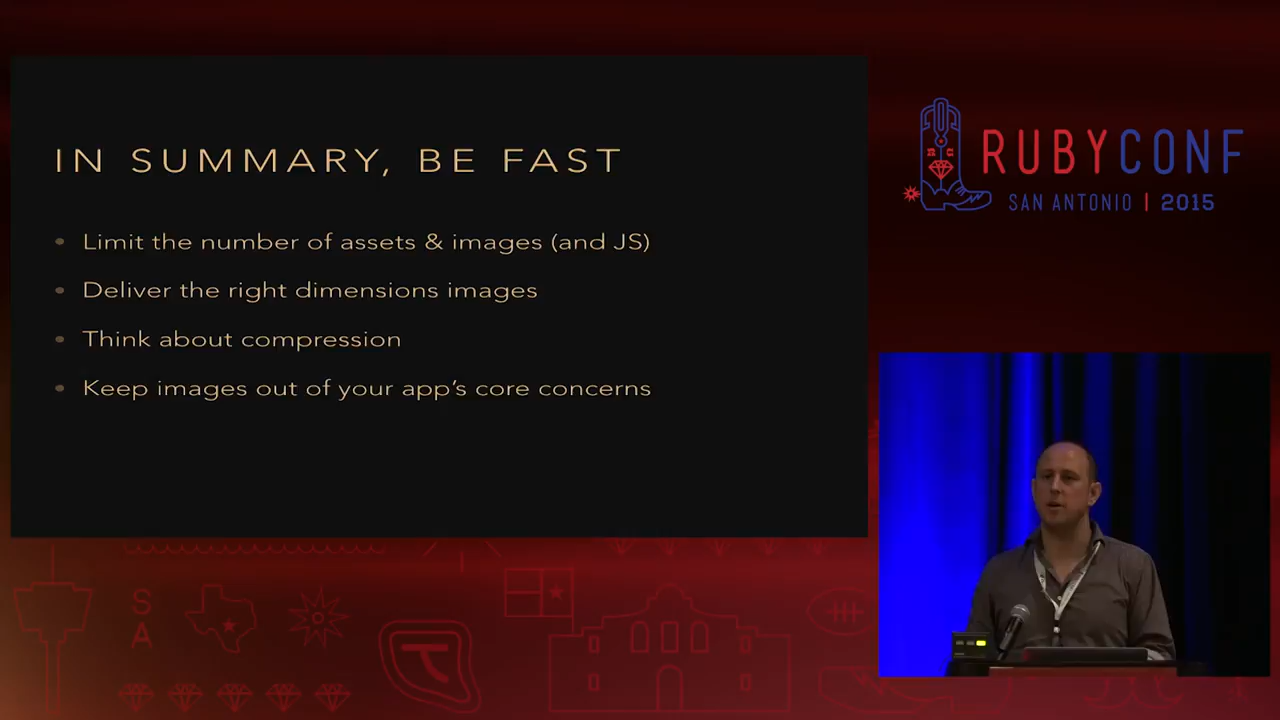 IN SUMMARY, BE FAST
• Limit the number of assets & images (and JS)
• Deliver the right dimensions images
• Think about compression
• Keep images out of your app's core concerns
RUBYCONF
SAN ANTONIO | 2015
S
A